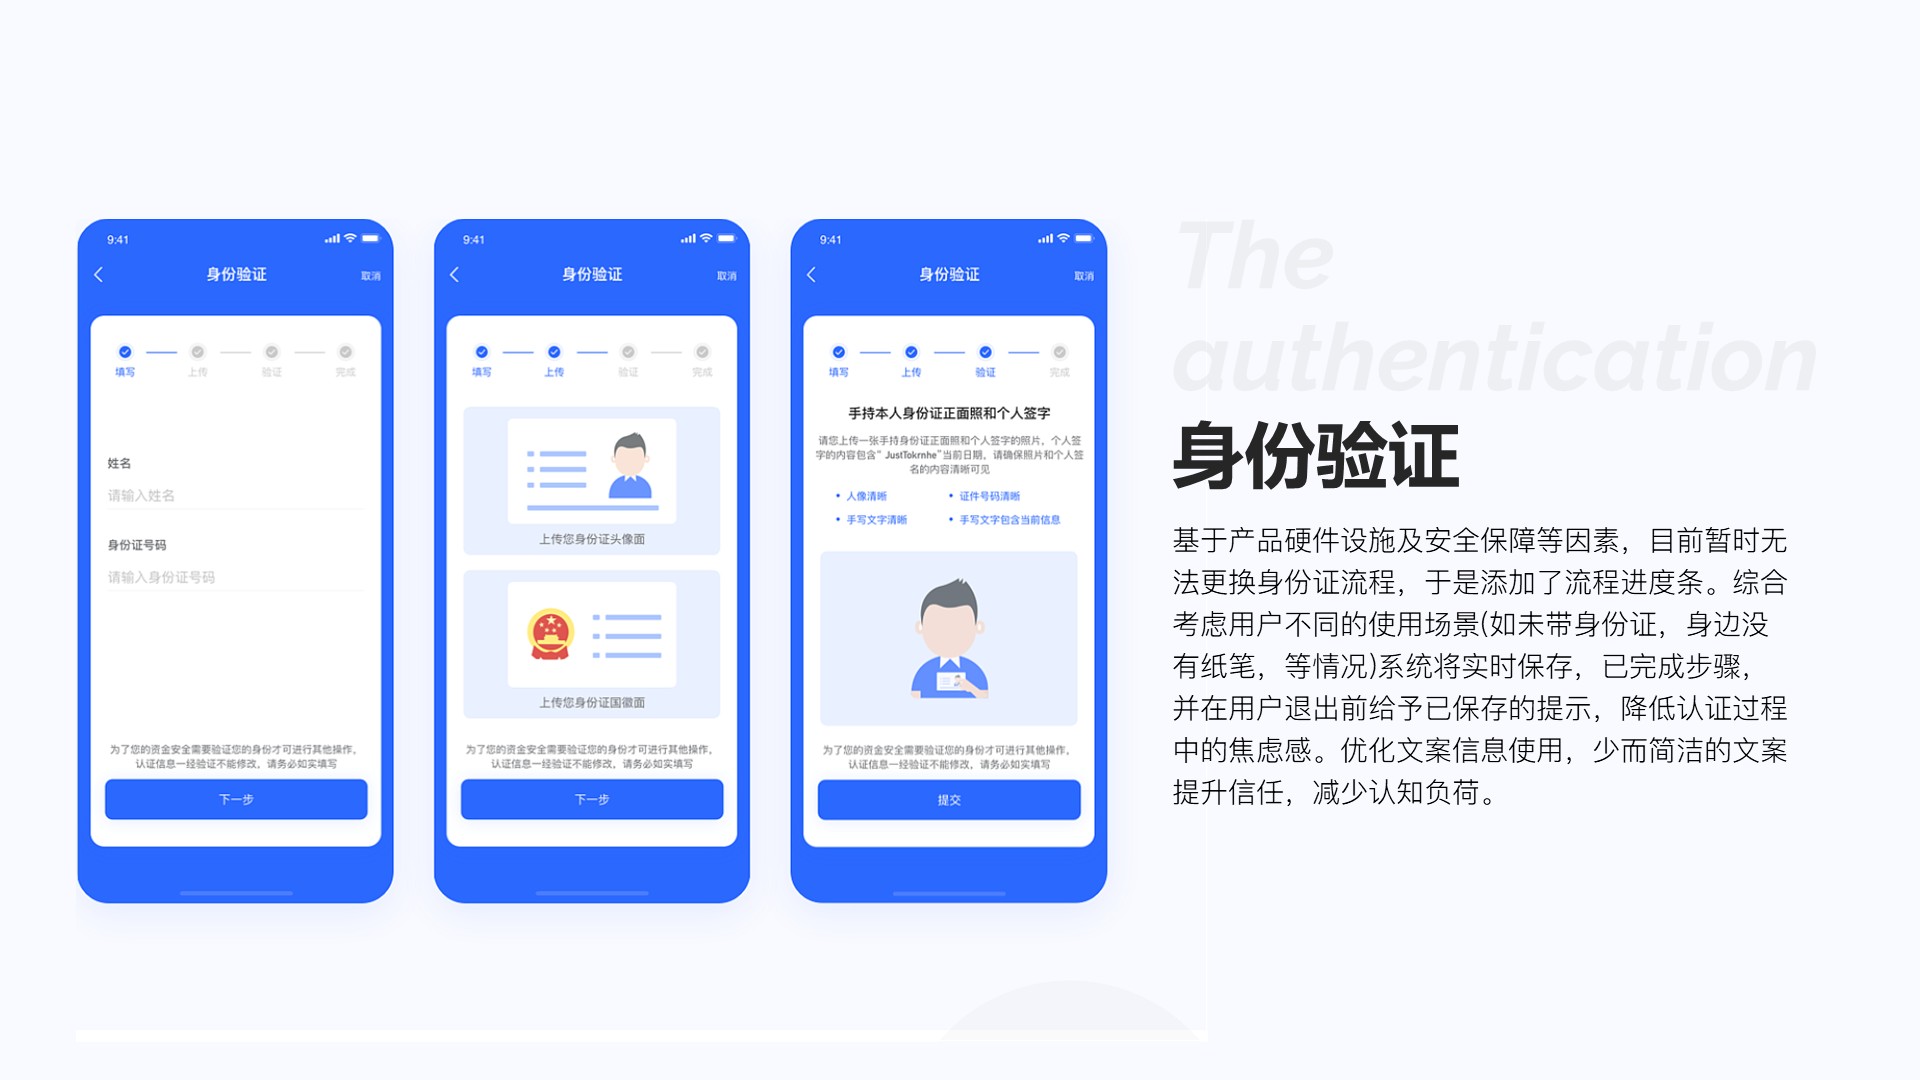 9:41
身份验证
取消
填写
上传
验证
完成
姓名
请输入姓名
身份证号码
请输入身份证号码
为了您的资金安全需要验证您的身份才可进行其他操作，
认证信息一经验证不能修改，请务必如实填写
下一步
9:41
身份验证
取消
填写
上传
验证
完成
上传您身份证头像面
上传您身份证国徽面
为了您的资金安全需要验证您的身份才可进行其他操作，
认证信息一经验证不能修改，请务必如实填写
下一步
9:41
身份验证
取消
填写
上传
验证
完成
手持本人身份证正面照和个人签字
请您上传一张手持身份证正面照和个人签字的照片，个人签
字的内容包含“ JustTokrnhe”当前日期，请确保照片和个人签
名的内容清晰可见
• 人像清晰
• 证件号码清晰
• 手写文字清晰
• 手写文字包含当前信息
为了您的资金安全需要验证您的身份才可进行其他操作，
认证信息一经验证不能修改，请务必如实填写
提交
The
authentication
身份验证
基于产品硬件设施及安全保障等因素，目前暂时无
法更换身份证流程，于是添加了流程进度条。综合
考虑用户不同的使用场景(如未带身份证，身边没
有纸笔，等情况)系统将实时保存，已完成步骤，
并在用户退出前给予已保存的提示，降低认证过程
中的焦虑感。优化文案信息使用，少而简洁的文案
提升信任，减少认知负荷。